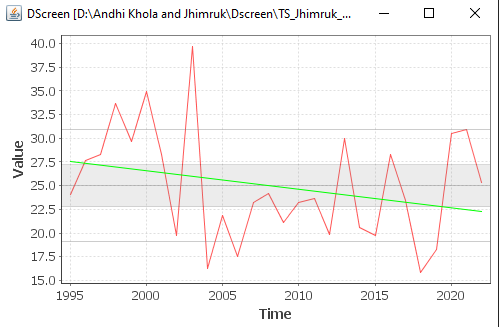 DScreen [D:\Andhi Khola and Jhimruk\Dscreen\TS_Jhimruk_...
40.0
37.5
35.0
32.5
30.0
27.5
25.0
22.5
20.0
17.5
15.0
Value
1995 2000 2005 2010 2015 2020
Time